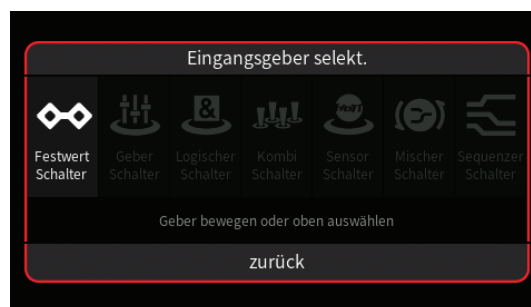 Eingangsgeber selekt.
&
Festwert Geber Logischer Kombi Sensor Mischer Sequenzer
Schalter Schalter Schalter Schalter Schalter Schalter Schalter
Geber bewegen oder oben auswählen
zurück